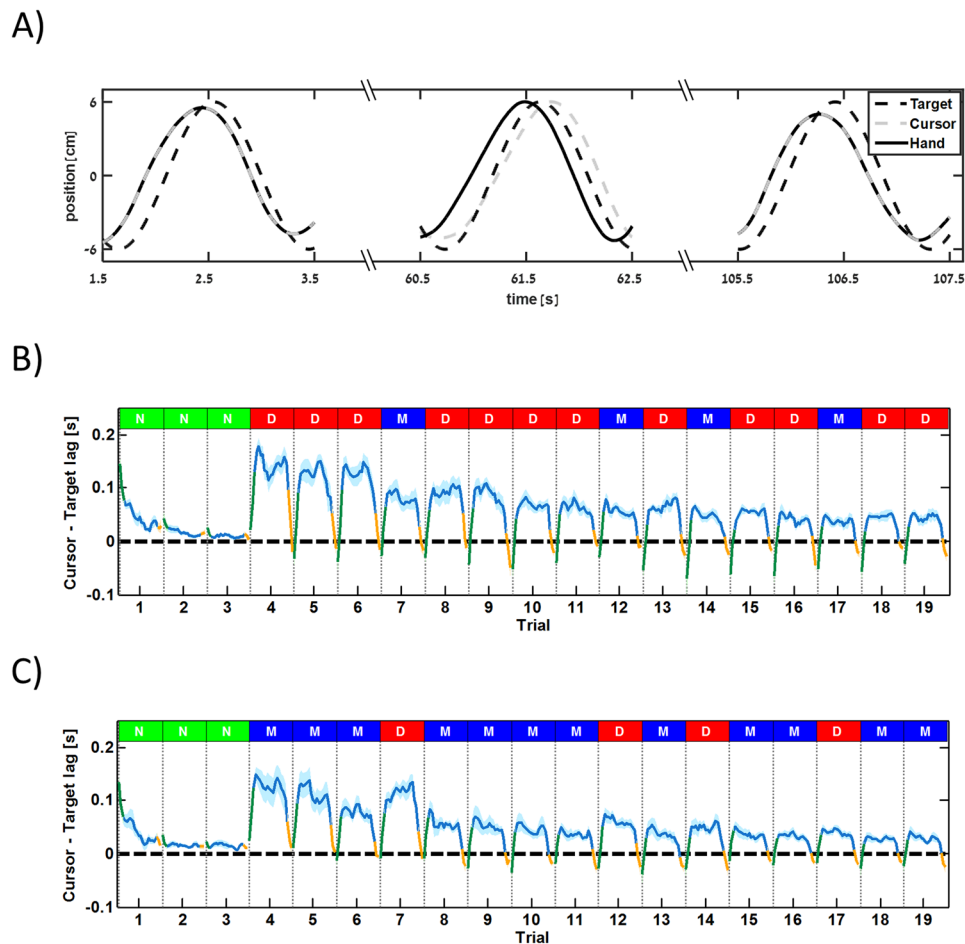 A)
position[cm]
6
0
-6
Target
Cursor
Hand
1.5 2.5 3.5 60.5 61.5 62.5 105.5 106.5 107.5
time[s]
B)
N N N D D D M D D D D M D M D D M D D
Cursor - Target lag [s]
0.2
0.1
0
-0.1
1 2 3 4 5 6 7 8 9 10 11 12 13 14 15 16 17 18 19
Trial
C)
N N N M M M D M M M M D M D M M D M M
Cursor - Target lag [s]
0.2
0.1
0
-0.1
1 2 3 4 5 6 7 8 9 10 11 12 13 14 15 16 17 18 19
Trial